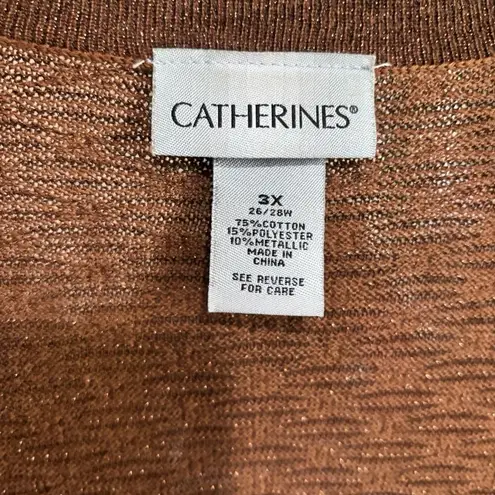 CATHERINES®
3X
26/28W
75%COTTON
15%POLYESTER
10%METALLIC
MADE IN
CHINA
SEE REVERSE
FOR CARE